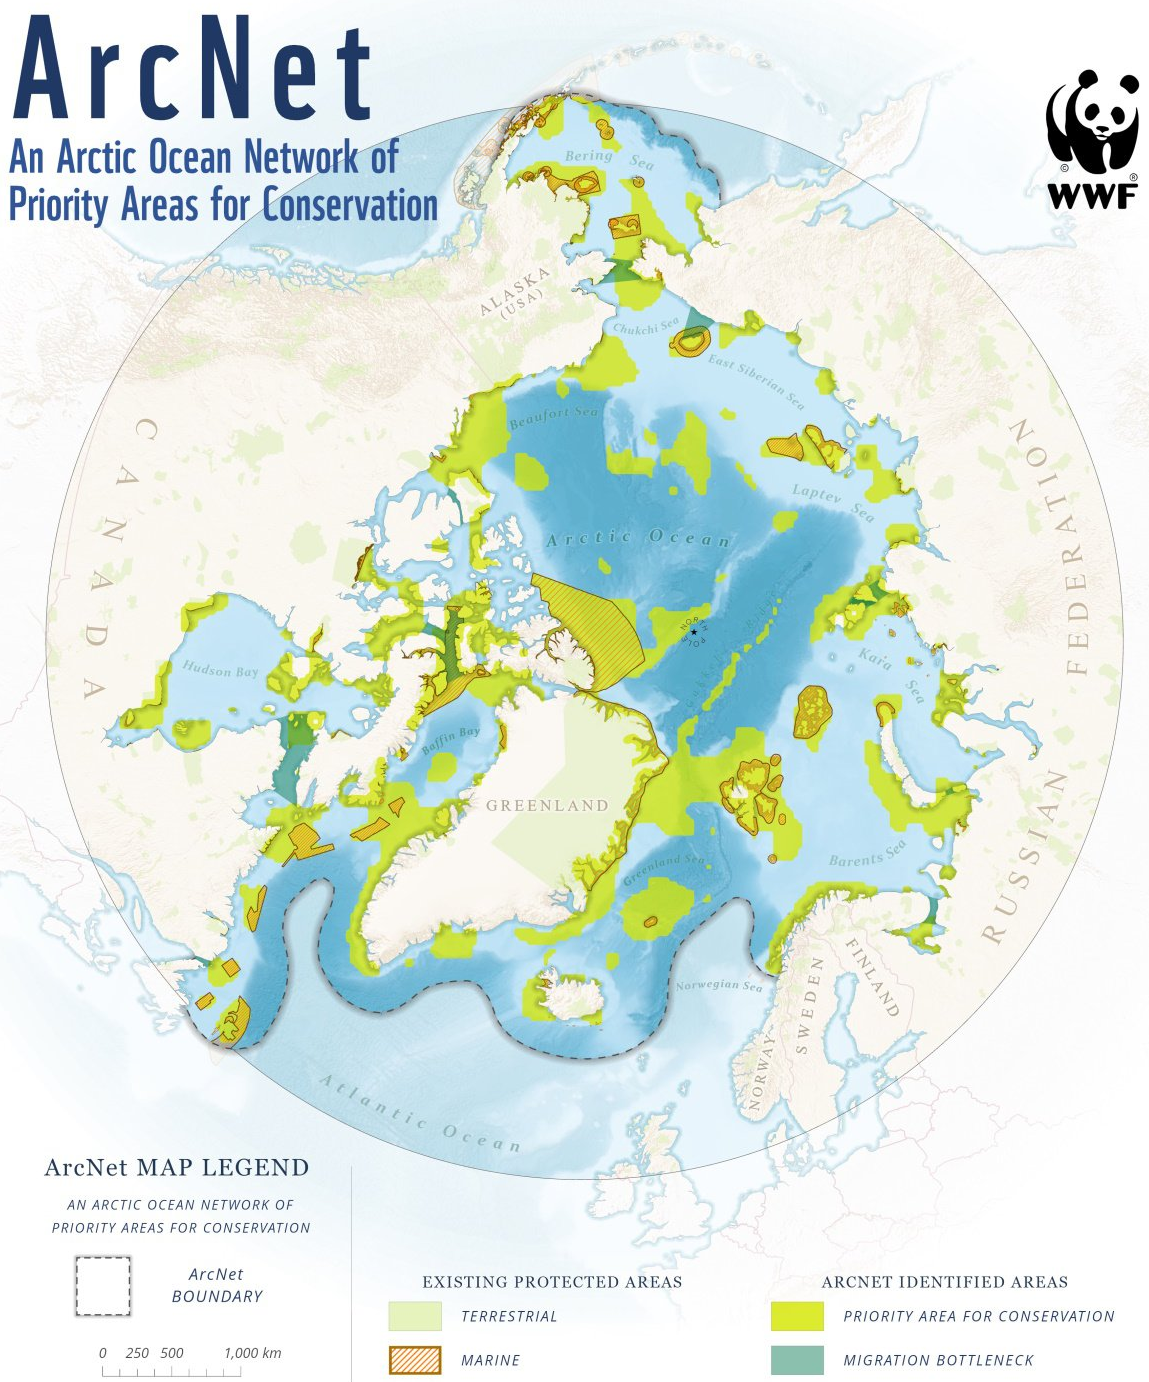 ArcNet
An Arctic Ocean Network of
Priority Areas for Conservation
©
®
WWF
Bering Sea
ALASKA
(USA)
Chukchi Sea
East Siberian Sea
Beaufort Sea
Laptev Sea
Arctic Ocean
CANADA
RUSSIAN FEDERATION
NORTH POLE
Kara Sea
Hudson Bay
Baffin Bay
GREENLAND
Greenland Sea
Barents Sea
Norwegian Sea
FINLAND
SWEDEN
NORWAY
Atlantic Ocean
ArcNet MAP LEGEND
AN ARCTIC OCEAN NETWORK OF
PRIORITY AREAS FOR CONSERVATION
ArcNet
BOUNDARY
0 250 500 1,000 km
EXISTING PROTECTED AREAS
TERRESTRIAL
MARINE
ARCNET IDENTIFIED AREAS
PRIORITY AREA FOR CONSERVATION
MIGRATION BOTTLENECK